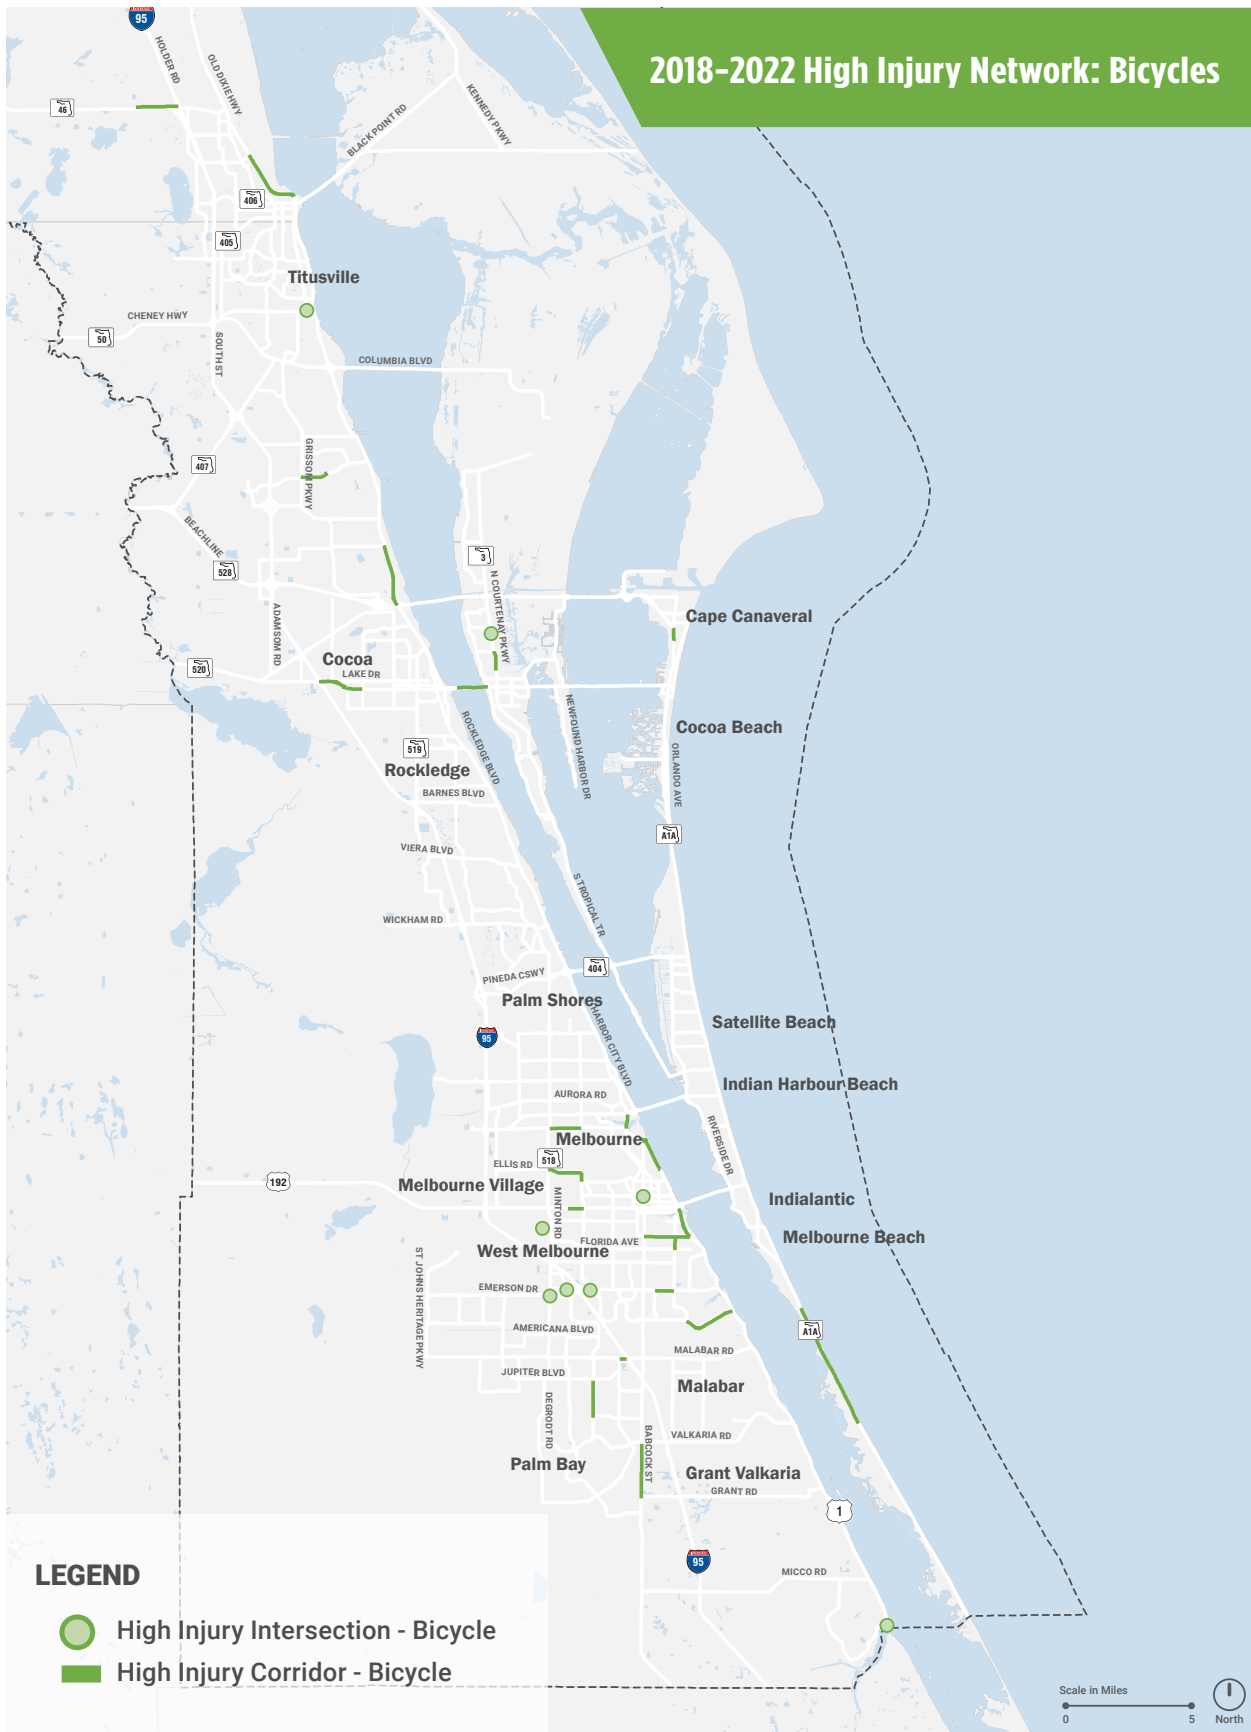 95
2018-2022 High Injury Network: Bicycles
HOLDER RD
OLD DIXIE HWY
KENNEDY PKWY
46
BLACK POINT RD
406
405
Titusville
CHENEY HWY
50
SOUTH ST
COLUMBIA BLVD
GRISSOM PKWY
407
BEACHLINE
528
3
N COURTENAY PKWY
ADAMSOM RD
Cape Canaveral
Cocoa
LAKE DR
520
NEWFOUND HARBOR DR
Cocoa Beach
ROCKLEDGE BLVD
519
ORLANDO AVE
Rockledge
BARNES BLVD
A1A
VIERA BLVD
S TROPICAL TR
WICKHAM RD
PINEDA CSWY
404
Palm Shores
HARBOR CITY BLVD
Satellite Beach
95
Indian Harbour Beach
AURORA RD
RIVERSIDE DR
Melbourne
ELLIS RD
518
192
Melbourne Village
MINTON RD
Indialantic
FLORIDA AVE
Melbourne Beach
West Melbourne
ST JOHNS HERITAGE PKWY
EMERSON DR
AMERICANA BLVD
A1A
MALABAR RD
JUPITER BLVD
Malabar
DEGRODT RD
BABCOCK ST
VALKARIA RD
Palm Bay
Grant Valkaria
GRANT RD
1
95
MICCO RD
LEGEND
High Injury Intersection - Bicycle
High Injury Corridor - Bicycle
Scale in Miles
0 5
North